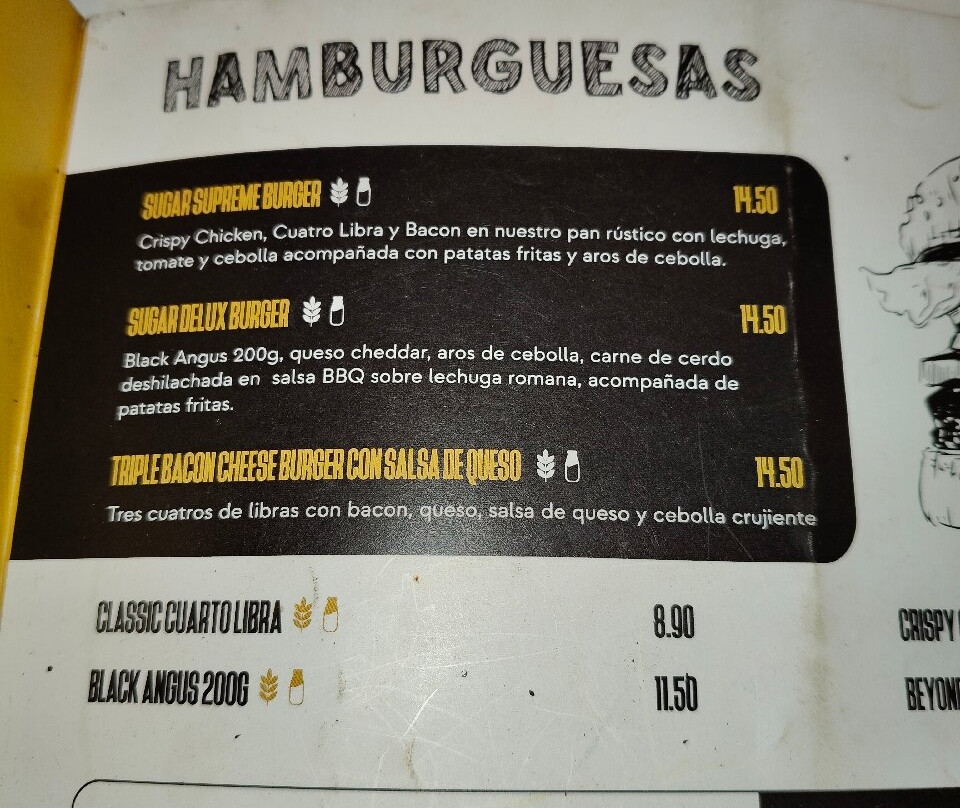 HAMBURGUESAS
SUGAR SUPREME BURGER 14.50
Crispy Chicken, Cuatro Libra y Bacon en nuestro pan rústico con lechuga,
tomate y cebolla acompañada con patatas fritas y aros de cebolla.
SUGAR DELUX BURGER 14.50
Black Angus 200g, queso cheddar, aros de cebolla, carne de cerdo
deshilachada en salsa BBQ sobre lechuga romana, acompañada de
patatas fritas.
TRIPLE BACON CHEESE BURGER CON SALSA DE QUESO 14.50
Tres cuatros de libras con bacon, queso, salsa de queso y cebolla crujiente
CLASSIC CUARTO LIBRA 8.90 CRISPY
BLACK ANGUS 200G 11.50